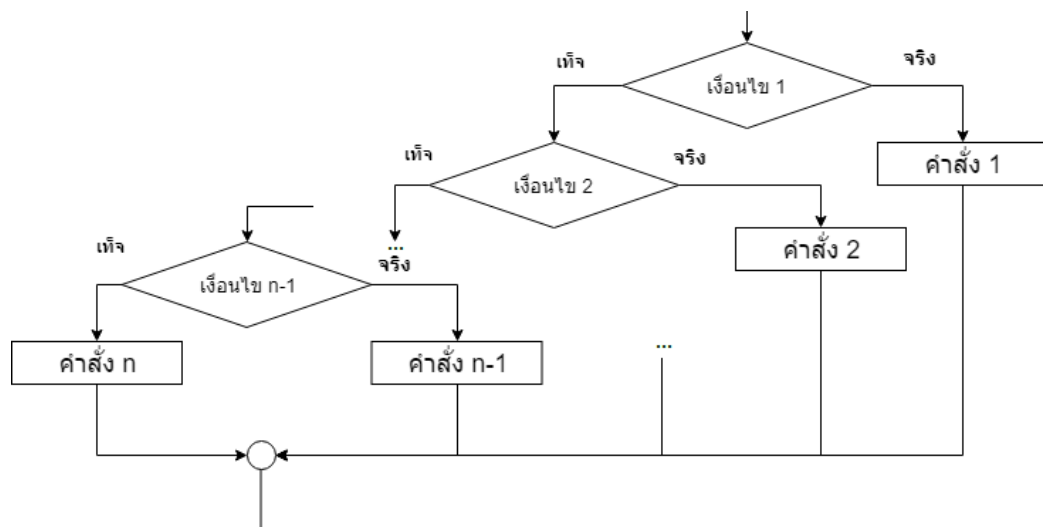 เท็จ
จริง
เงื่อนไข 1
เท็จ
จริง
คำสั่ง 1
เงื่อนไข 2
เท็จ
...
จริง
คำสั่ง 2
เงื่อนไข n-1
คำสั่ง n
คำสั่ง n-1
...